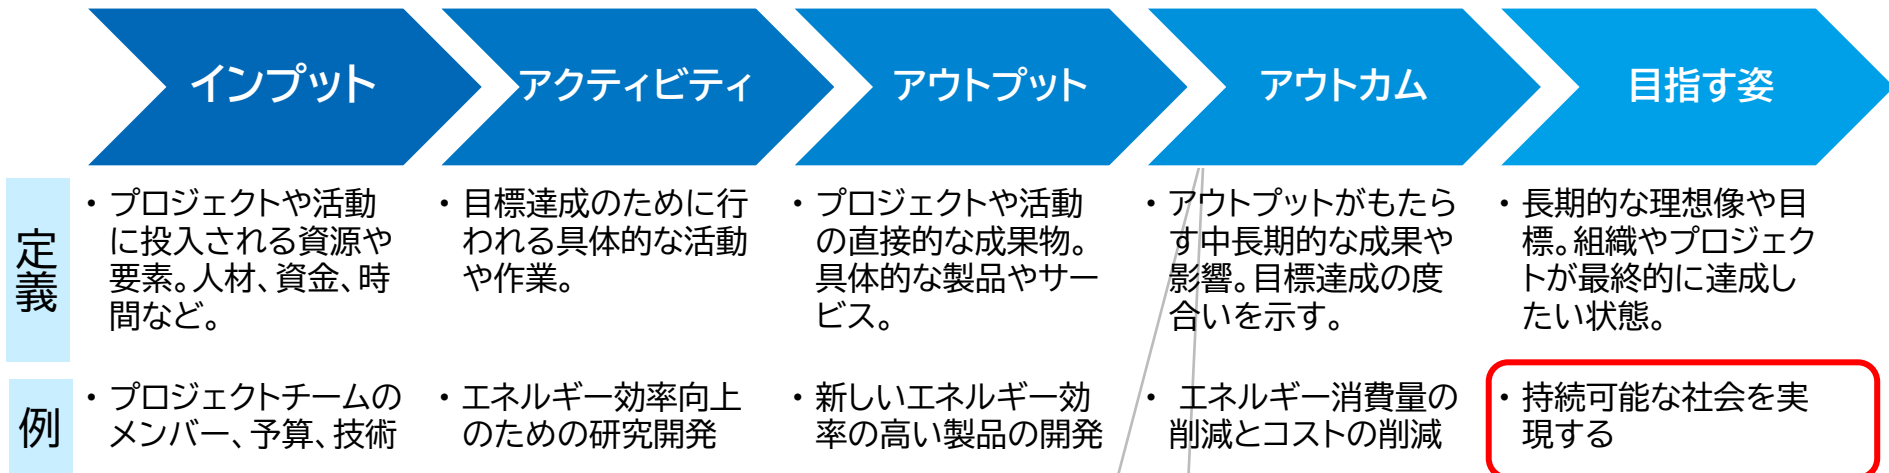 インプット
アクティビティ
アウトプット
アウトカム
目指す姿
定義
・プロジェクトや活動
に投入される資源や
要素。人材、資金、時
間など。
・目標達成のために行
われる具体的な活動
や作業。
・プロジェクトや活動
の直接的な成果物。
具体的な製品やサー
ビス。
・アウトプットがもたら
す中長期的な成果や
影響。目標達成の度
合いを示す。
・長期的な理想像や目
標。組織やプロジェク
トが最終的に達成し
たい状態。
例
・プロジェクトチームの
メンバー、予算、技術
・エネルギー効率向上
のための研究開発
・新しいエネルギー効
率の高い製品の開発
・ エネルギー消費量の
削減とコストの削減
・持続可能な社会を実
現する